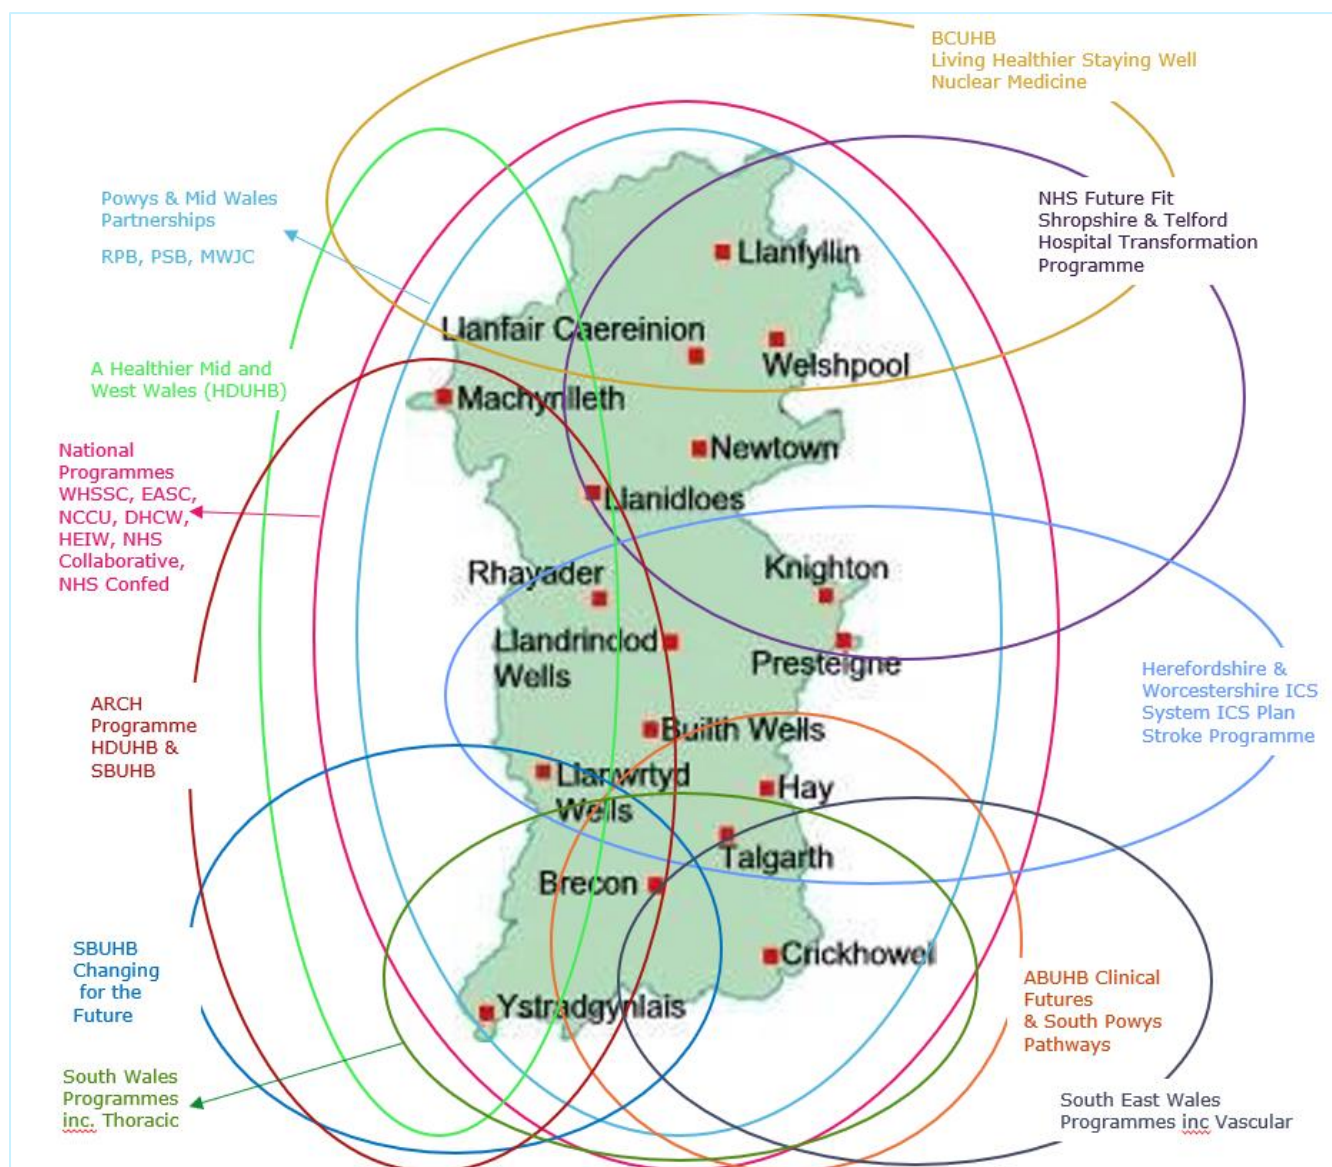 BCUHB
Living Healthier Staying Well
Nuclear Medicine
Powys & Mid Wales
Partnerships
RPB, PSB, MWJC
NHS Future Fit
Shropshire & Telford
Hospital Transformation
Programme
Llanfyllin
Llanfair Caereinion
Welshpool
A Healthier Mid and
West Wales (HDUHB)
Machynlleth
Newtown
National
Programmes
WHSSC, EASC,
NCCU, DHCW,
HEIW, NHS
Collaborative,
NHS Confed
Llanidloes
Rhayader
Knighton
Llandrindod
Wells
Presteigne
Herefordshire &
Worcestershire ICS
System ICS Plan
Stroke Programme
ARCH
Programme
HDUHB &
SBUHB
Builth Wells
Llanwrtyd
Wells
Hay
Talgarth
Brecon
SBUHB
Changing
for the
Future
Crickhowel
ABUHB Clinical
Futures
& South Powys
Pathways
Ystradgynlais
South Wales
Programmes
inc. Thoracic
South East Wales
Programmes inc Vascular